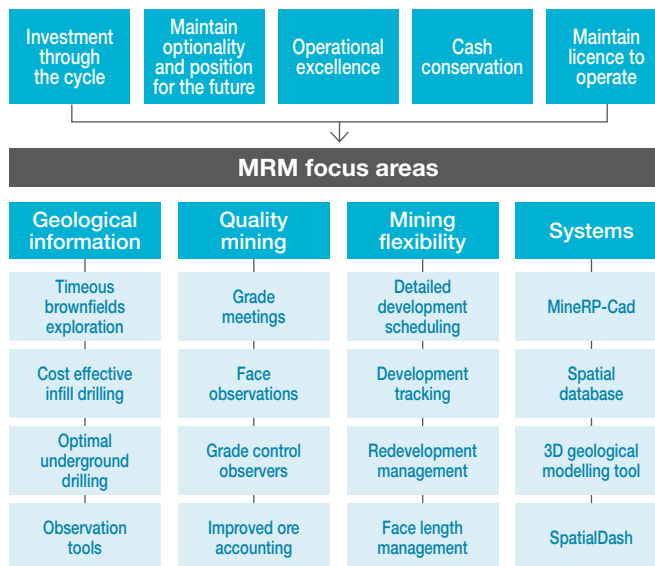 Investment
through
the cycle
Maintain
optionality
and position
for the future
Operational
excellence
Cash
conservation
Maintain
licence to
operate
MRM focus areas
Geological
information
Quality
mining
Mining
flexibility
Systems
Timeous
brownfields
exploration
Grade
meetings
Detailed
development
scheduling
MineRP-Cad
Cost effective
infill drilling
Face
observations
Development
tracking
Spatial
database
Optimal
underground
drilling
Grade control
observers
Redevelopment
management
3D geological
modelling tool
Observation
tools
Improved ore
accounting
Face length
management
SpatialDash